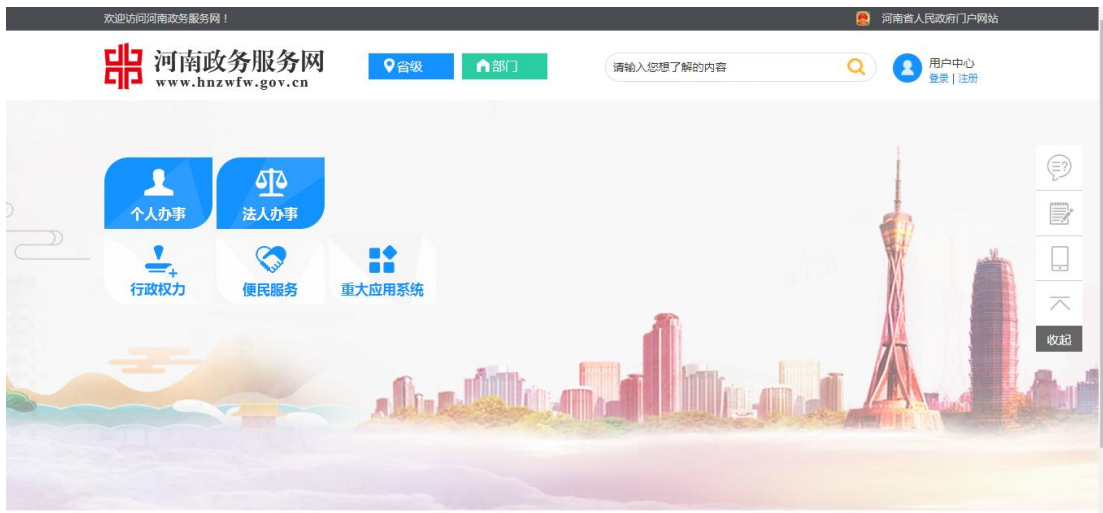 欢迎访问河南政务服务网！
河南省人民政府门户网站
河南政务服务网
www.hnzwfw.gov.cn
省级
部门
请输入您想了解的内容
用户中心
登录 | 注册
个人办事
法人办事
行政权力
便民服务
重大应用系统
收起